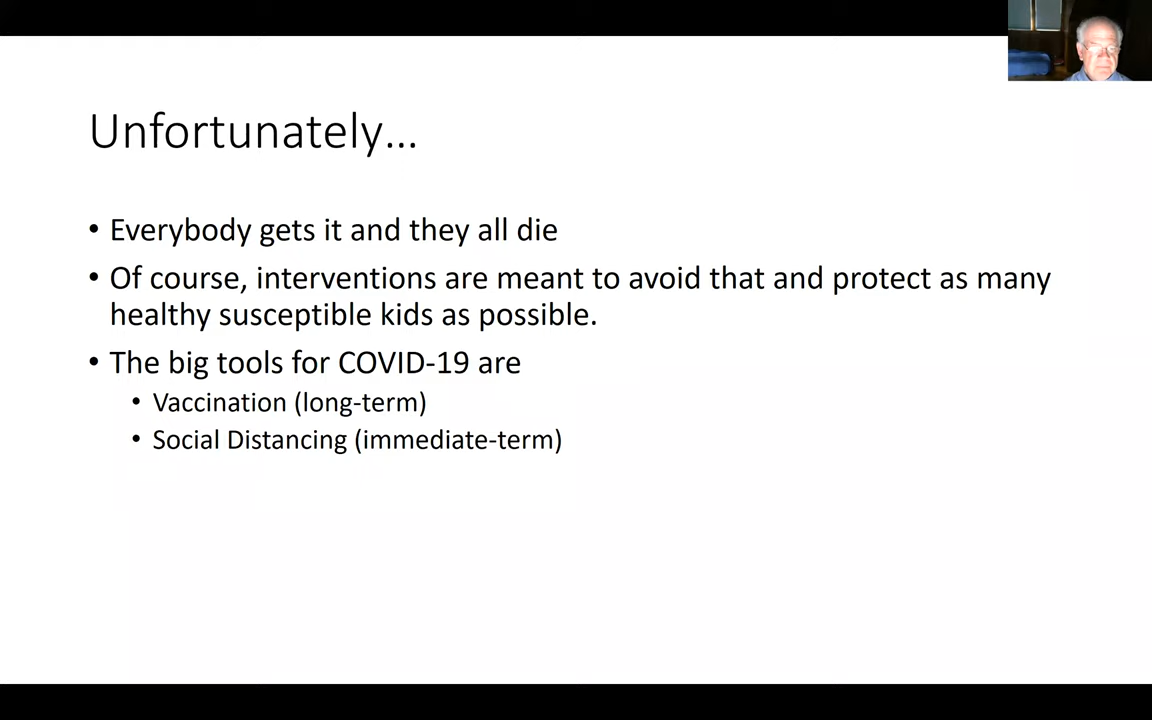 Unfortunately...
• Everybody gets it and they all die
• Of course, interventions are meant to avoid that and protect as many
healthy susceptible kids as possible.
• The big tools for COVID-19 are
• Vaccination (long-term)
• Social Distancing (immediate-term)